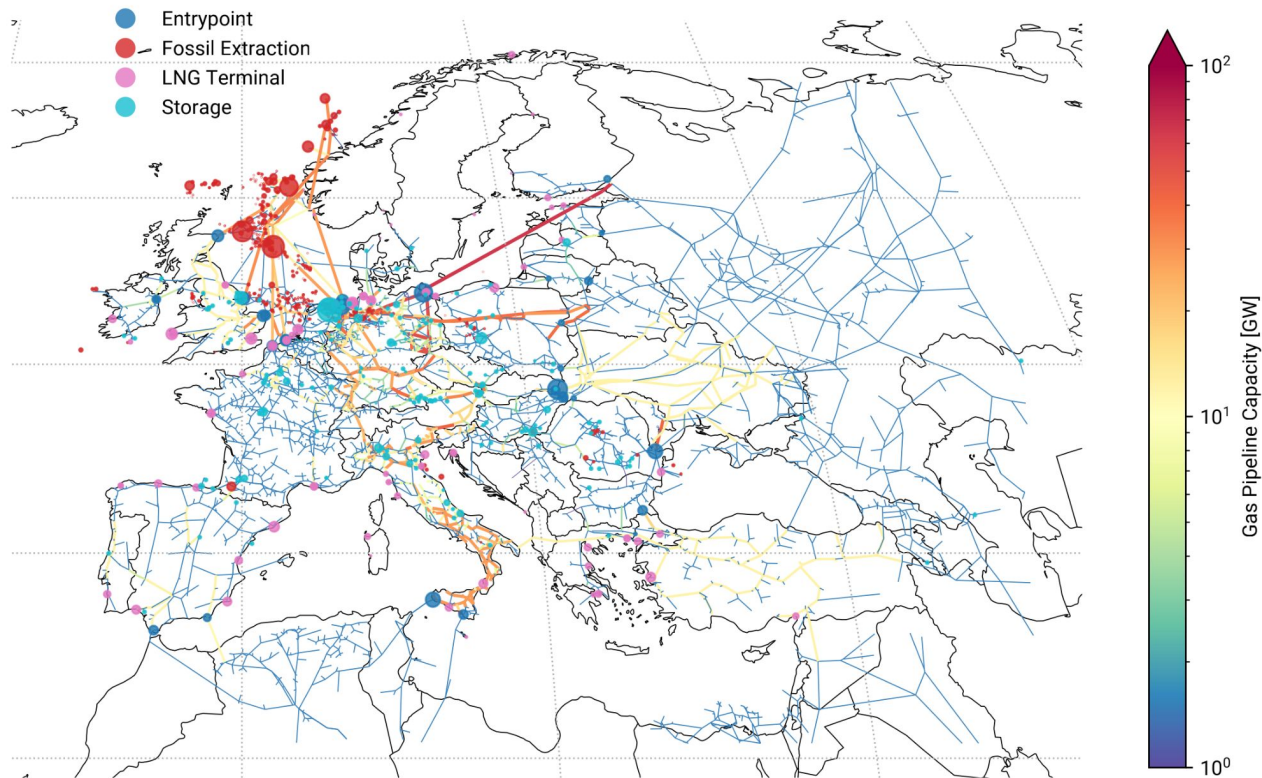 Entrypoint
Fossil Extraction
LNG Terminal
Storage
10²
10¹
10⁰
Gas Pipeline Capacity [GW]